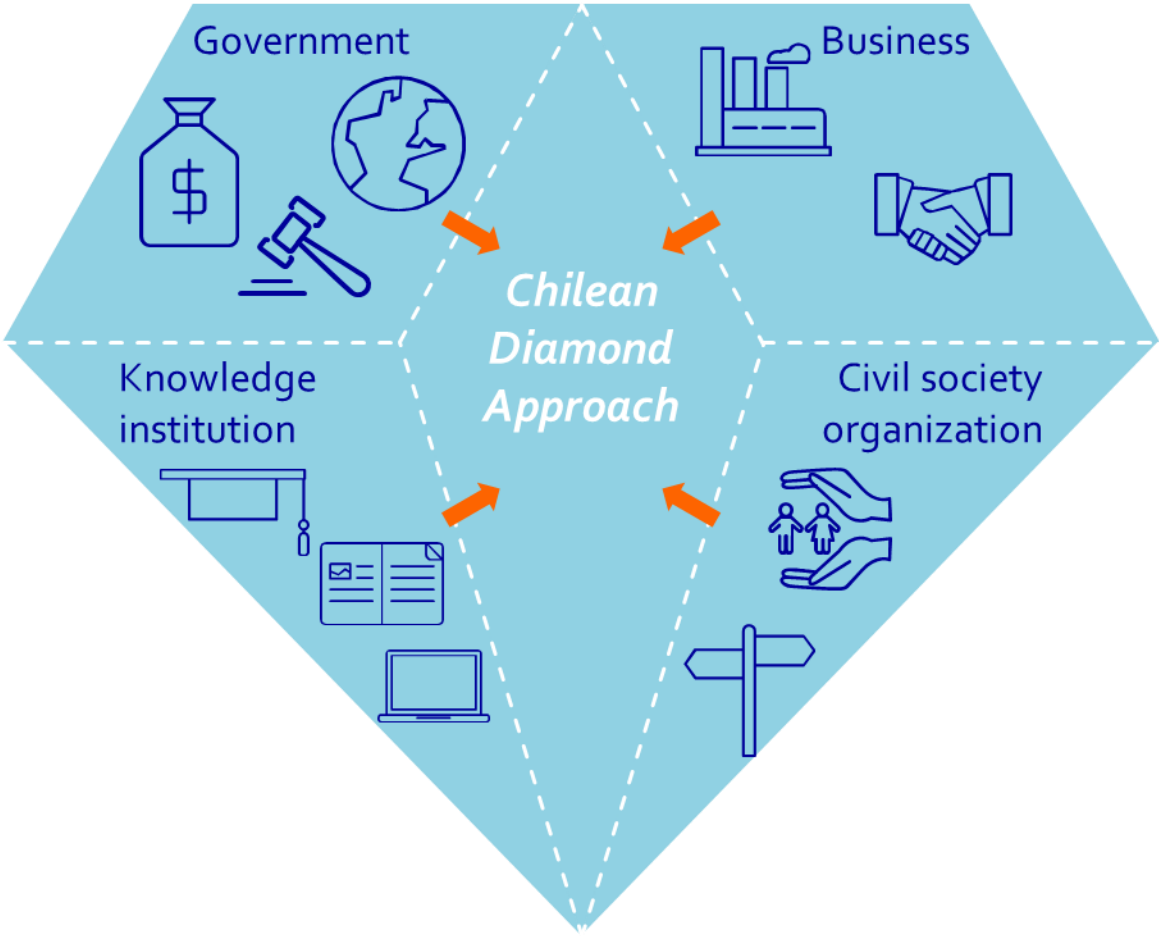 Government
Business
Chilean
Diamond
Approach
Knowledge
institution
Civil society
organization
$